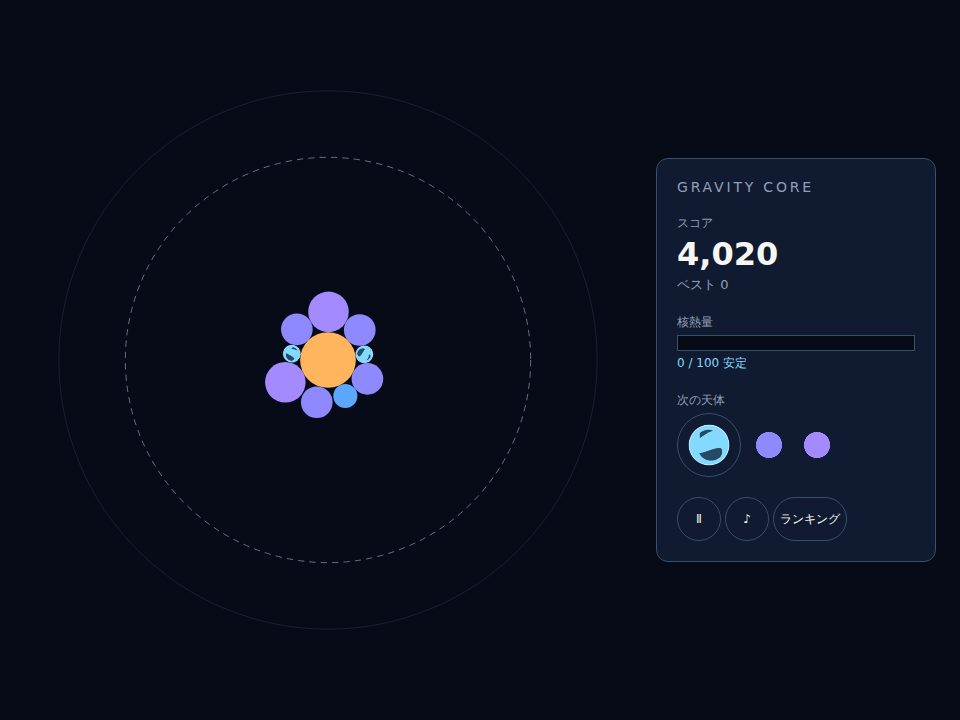 GRAVITY CORE
スコア
4,020
ベスト 0
核熱量
0 / 100 安定
次の天体
Ⅱ ♪ ランキング